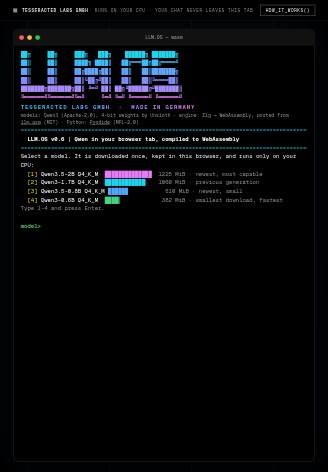 TESSERACTED LABS GMBH RUNS ON YOUR CPU · YOUR CHAT NEVER LEAVES THIS TAB HOW_IT_WORKS()
LLM.OS — wasm
LLM.OS
TESSERACTED LABS GMBH · MADE IN GERMANY
models: Qwen3 (Apache-2.0), 4-bit weights by Unsloth · engine: Zig → WebAssembly, ported from
llm.asm (MIT) · Python: Pyodide (MPL-2.0)
LLM.OS v0.6 | Qwen in your browser tab, compiled to WebAssembly
Select a model. It is downloaded once, kept in this browser, and runs only on your
CPU:
[1] Qwen3.5-2B Q4_K_M 1225 MiB · newest, most capable
[2] Qwen3-1.7B Q4_K_M 1060 MiB · previous generation
[3] Qwen3.5-0.8B Q4_K_M 510 MiB · newest, small
[4] Qwen3-0.6B Q4_K_M 382 MiB · smallest download, fastest
Type 1-4 and press Enter.
model>